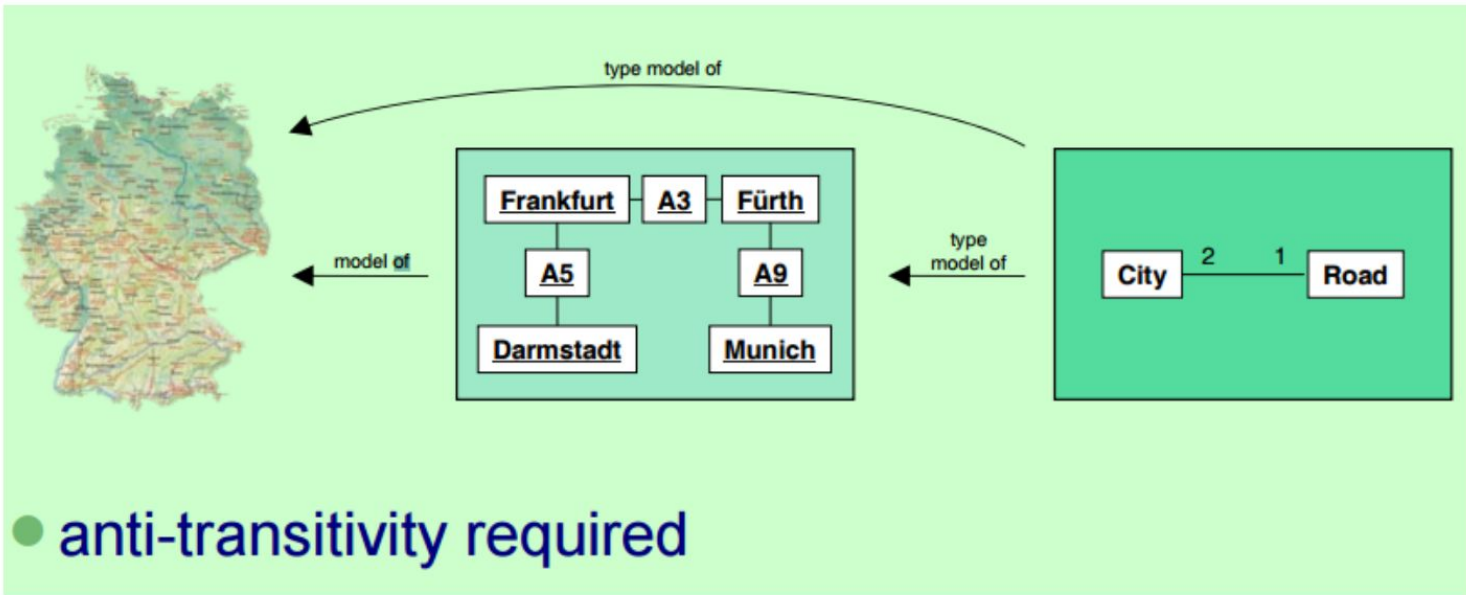 type model of
Frankfurt A3 Fürth
model of
A5 A9
type
model of
City 2 1 Road
Darmstadt Munich
anti-transitivity required